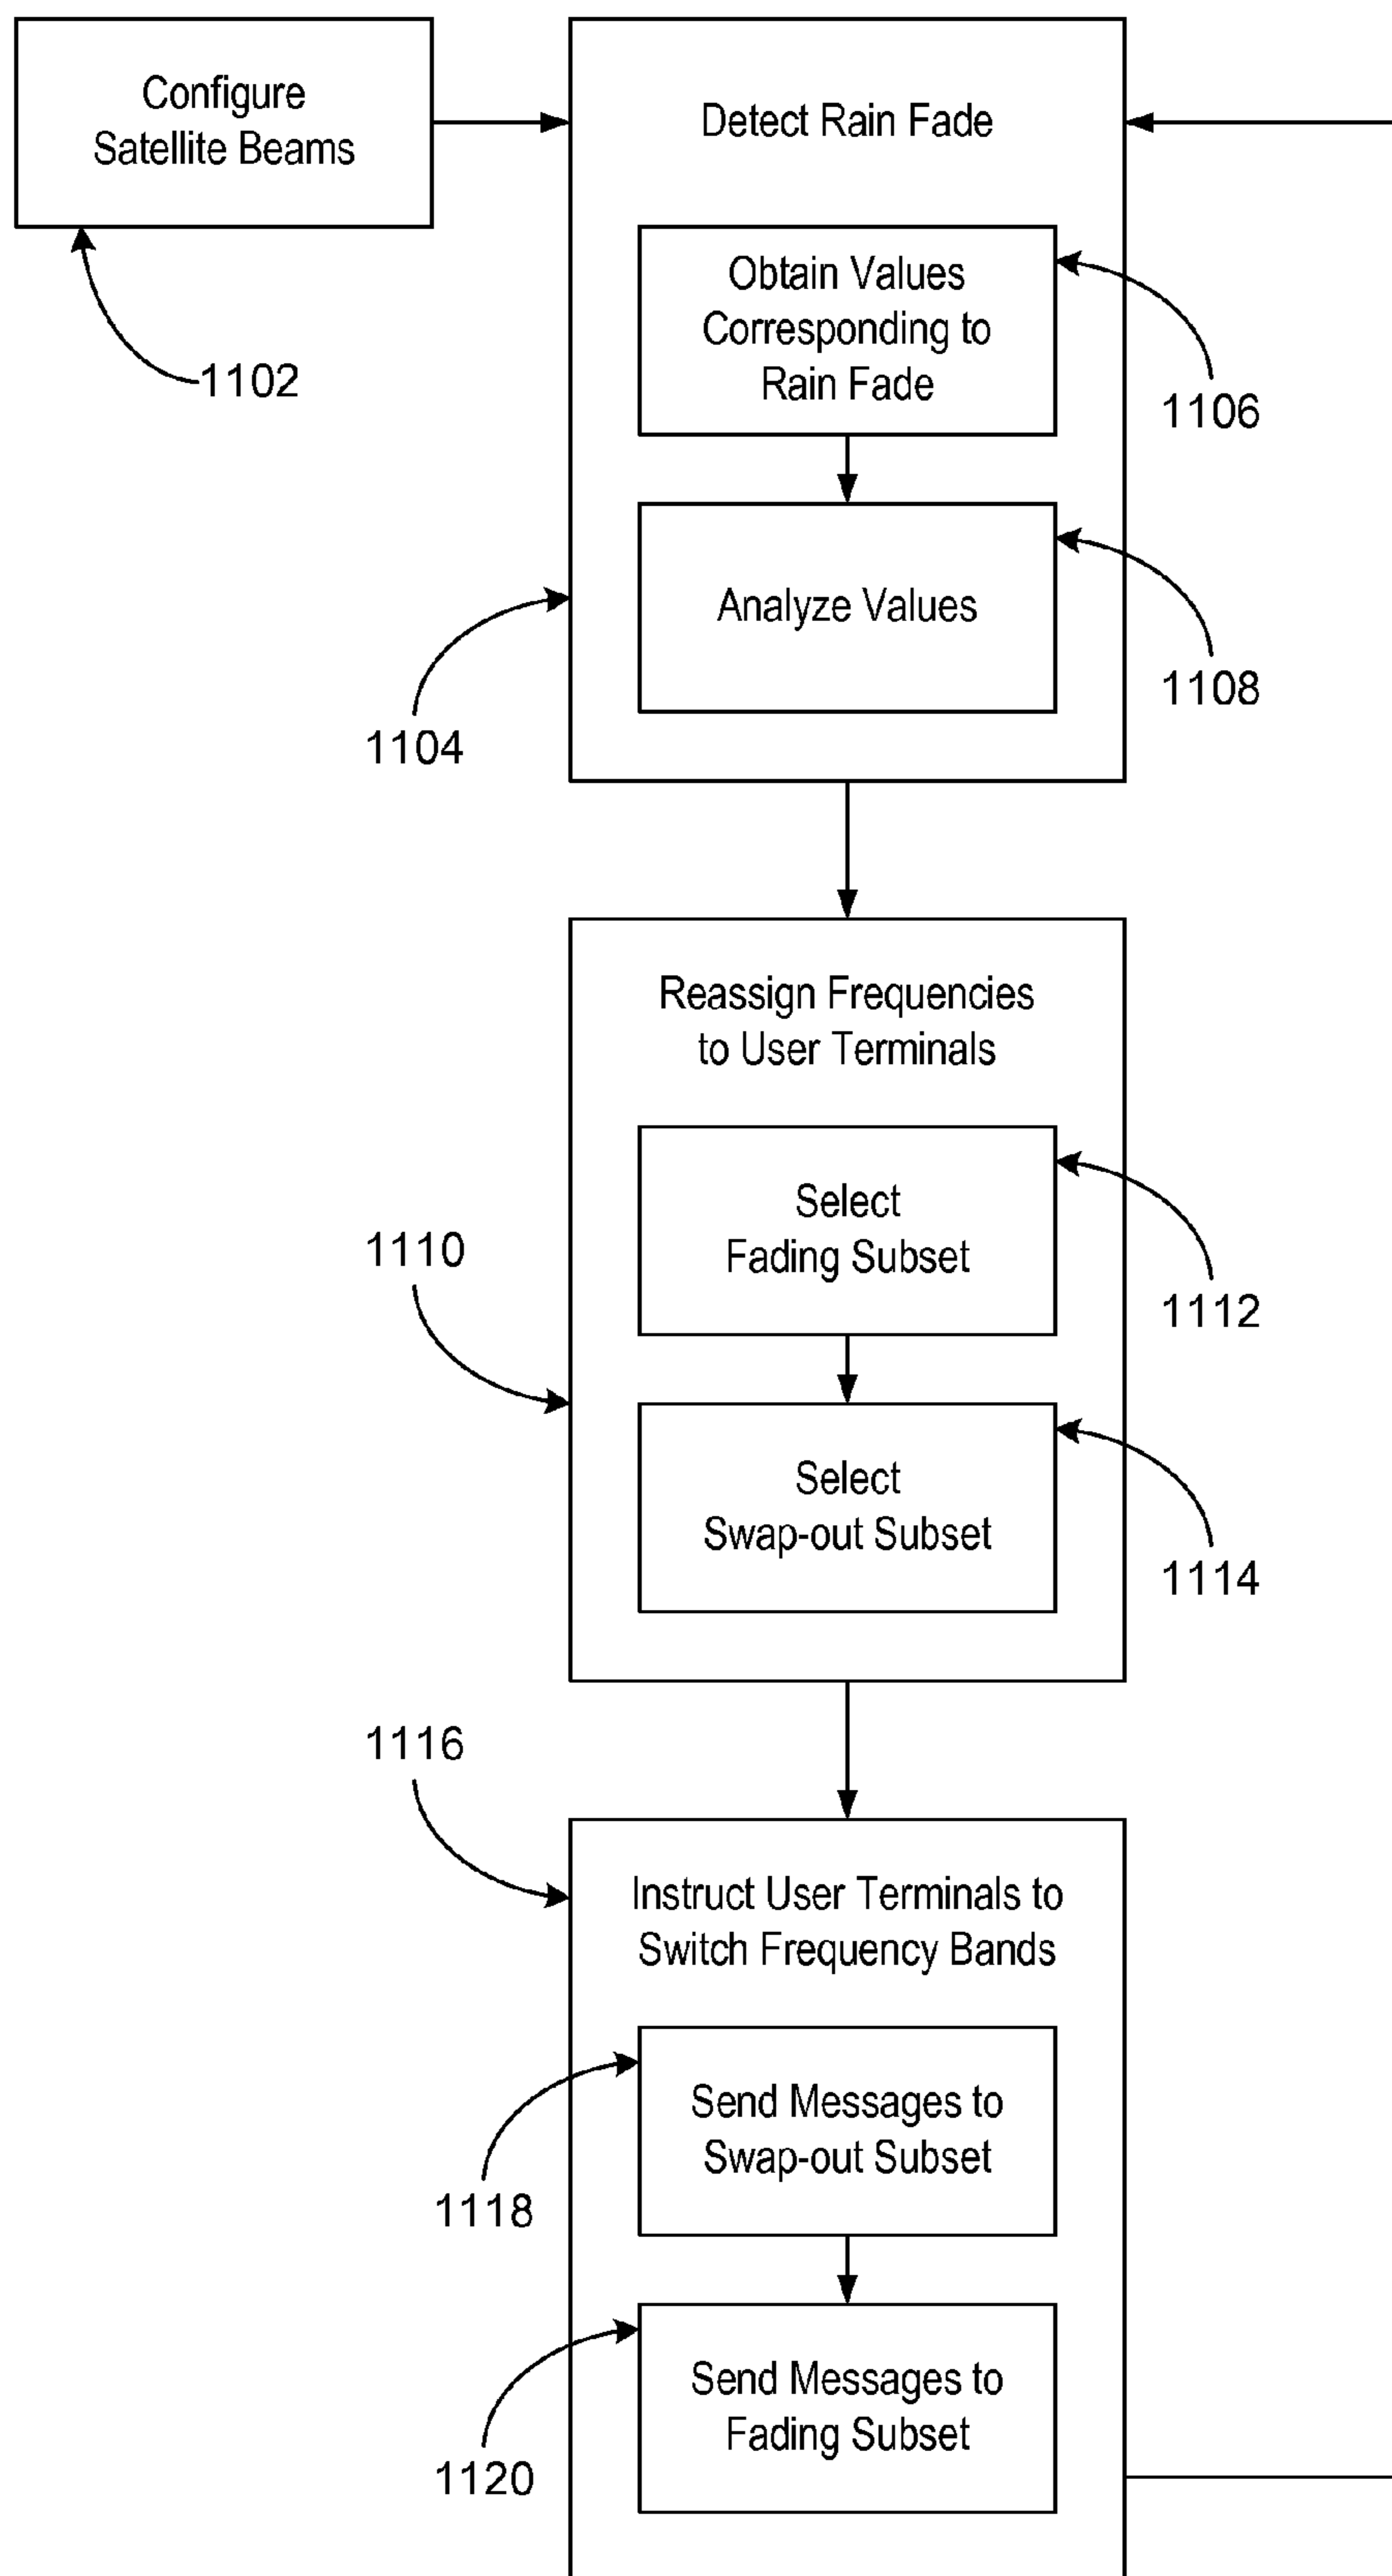 Configure
Satellite Beams
1102
Detect Rain Fade
Obtain Values
Corresponding to
Rain Fade
1106
Analyze Values
1108
1104
Reassign Frequencies
to User Terminals
Select
Fading Subset
1112
1110
Select
Swap-out Subset
1114
1116
Instruct User Terminals to
Switch Frequency Bands
Send Messages to
Swap-out Subset
1118
Send Messages to
Fading Subset
1120